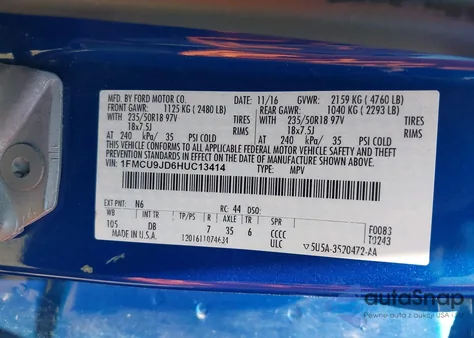 MFD. BY FORD MOTOR CO. 11/16 GVWR: 2159 KG ( 4760 LB)
FRONT GAWR: 1125 KG ( 2480 LB) REAR GAWR: 1040 KG ( 2293 LB)
WITH 235/50R18 97V TIRES WITH 235/50R18 97V TIRES
18x7.5J RIMS 18x7.5J RIMS
AT 240 kPa/ 35 PSI COLD AT 240 kPa/ 35 PSI COLD
THIS VEHICLE CONFORMS TO ALL APPLICABLE FEDERAL MOTOR VEHICLE SAFETY AND THEFT PREVENTION STANDARDS IN EFFECT ON THE DATE OF MANUFACTURE SHOWN ABOVE.
VIN: 1FMCU9JD6HUC13414 TYPE: MPV
EXT PNT: N6 RC: 44 DSO:
WB INT TR TP/PS R AXLE TR SPR
105 DB 7 35 6 CCCC F0083
MADE IN U.S.A. 1201611074634 ULC T0243
5U5A-3520472-AA
autoSnap
Pewne auta z USA